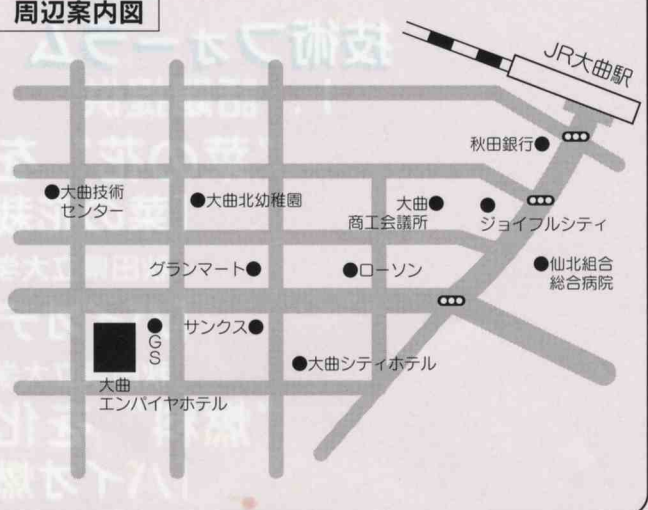 周辺案内図
JR大曲駅
秋田銀行
大曲技術
センター
大曲北幼稚園
大曲
商工会議所
ジョイフルシティ
グランマート
ローソン
仙北組合
総合病院
GS
サンクス
大曲シティホテル
大曲
エンパイヤホテル